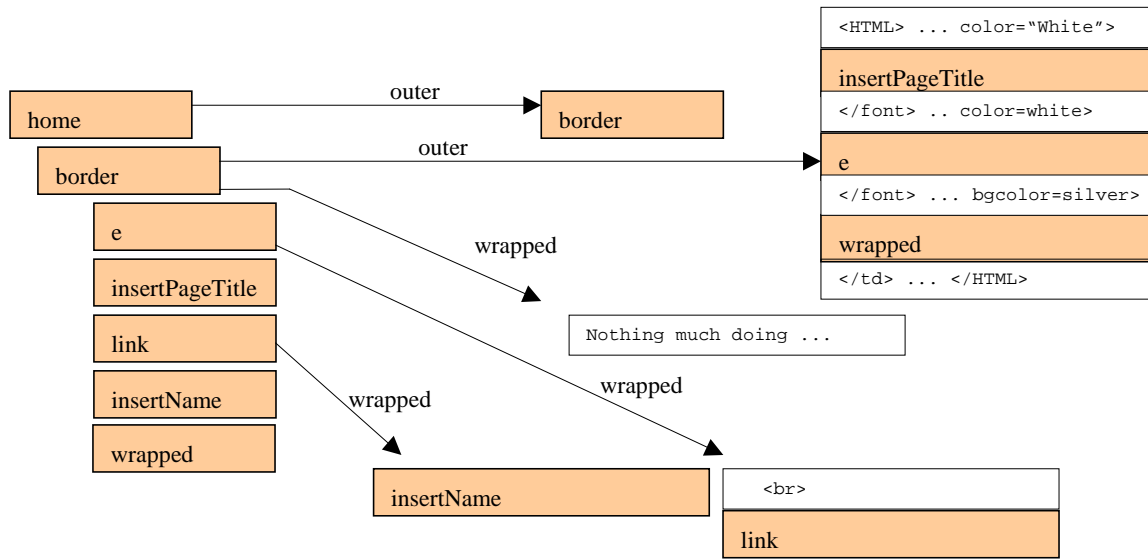 <HTML> ... color=“White”>
insertPageTitle
outer
home
border
</font> .. color=white>
outer
border
e
</font> ... bgcolor=silver>
e
wrapped
wrapped
insertPageTitle
</td> ... </HTML>
link
Nothing much doing ...
wrapped
insertName
wrapped
wrapped
insertName
<br>
link